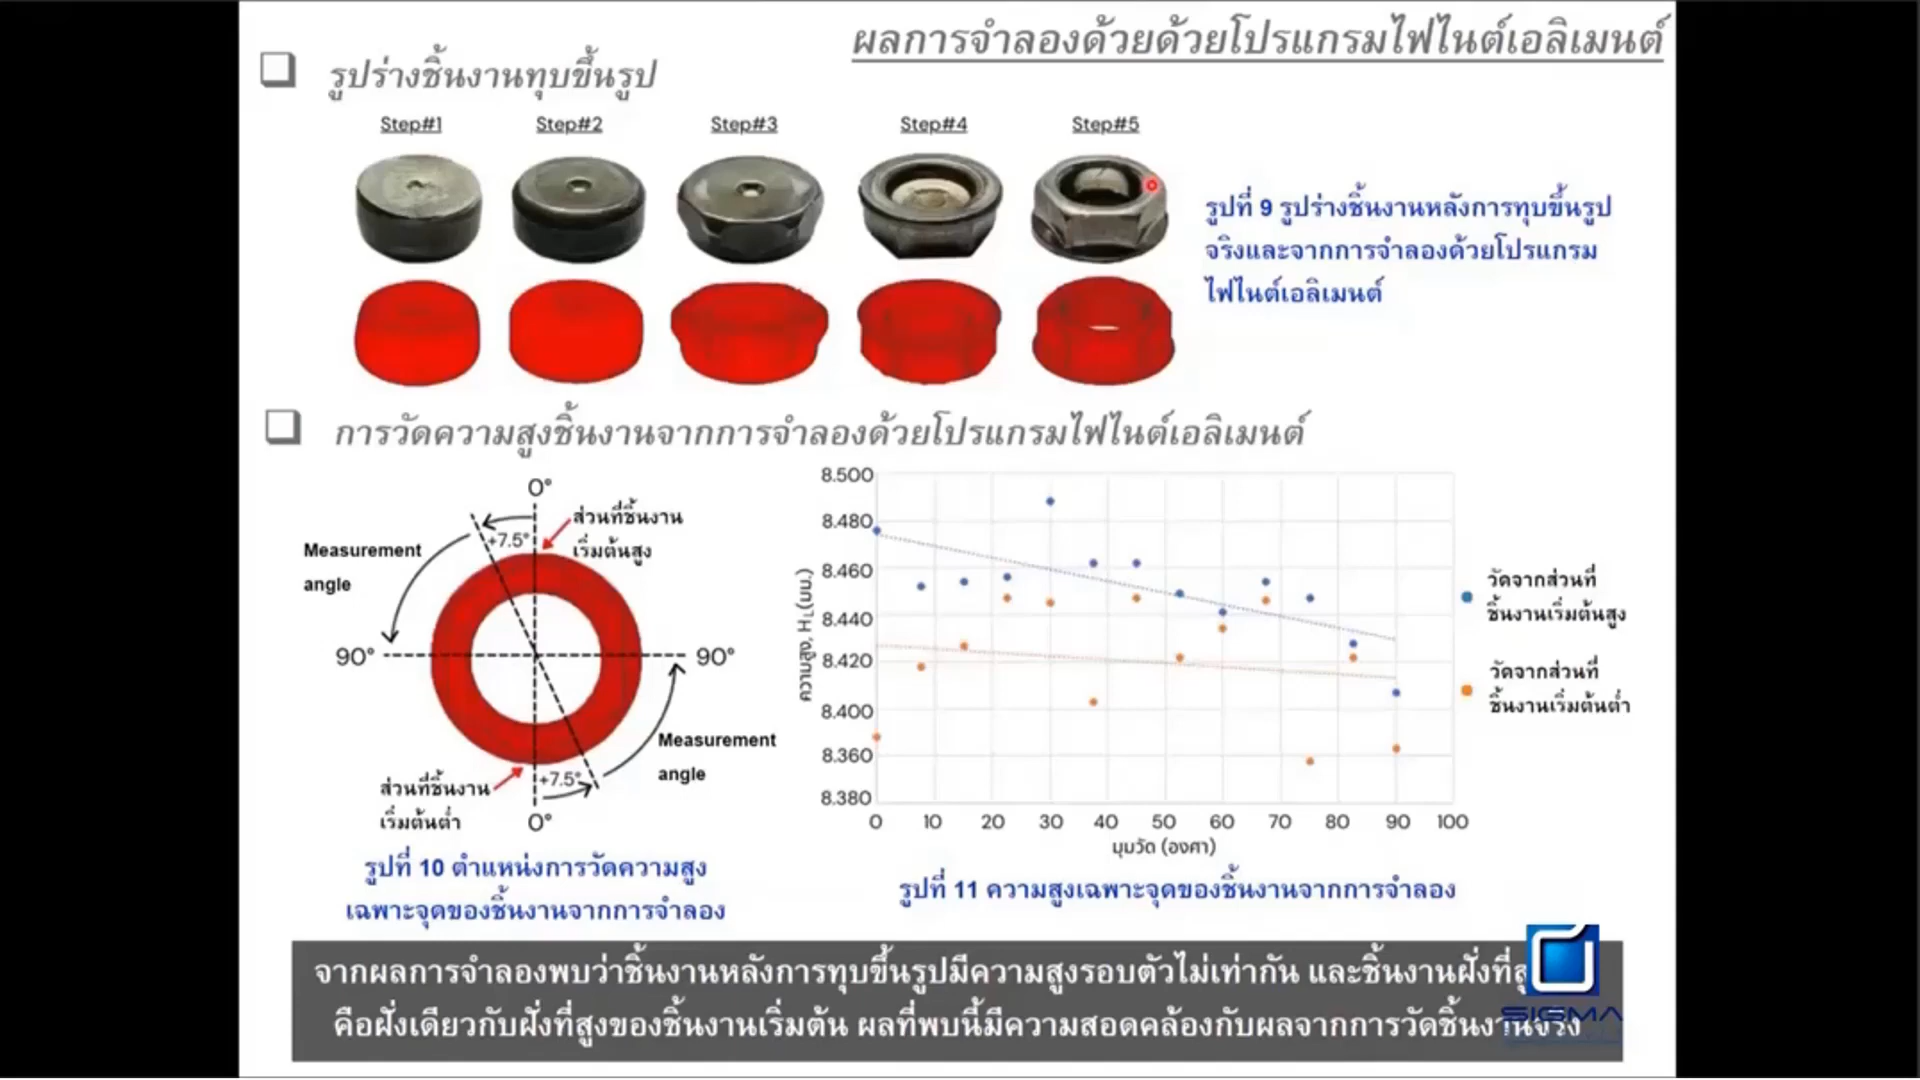 ผลการจำลองด้วยด้วยโปรแกรมไฟไนต์เอลิเมนต์
รูปร่างชิ้นงานทุบขึ้นรูป
Step#1 Step#2 Step#3 Step#4 Step#5
รูปที่ 9 รูปร่างชิ้นงานหลังการทุบขึ้นรูป
จริงและจากการจำลองด้วยโปรแกรม
ไฟไนต์เอลิเมนต์
การวัดความสูงชิ้นงานจากการจำลองด้วยโปรแกรมไฟไนต์เอลิเมนต์
0°
ส่วนที่ชิ้นงาน
เริ่มต้นสูง
+7.5°
Measurement
angle
90°
90°
Measurement
angle
+7.5°
ส่วนที่ชิ้นงาน
เริ่มต้นต่ำ
0°
รูปที่ 10 ตำแหน่งการวัดความสูง
เฉพาะจุดของชิ้นงานจากการจำลอง
8.500
8.480
8.460
8.440
8.420
8.400
8.360
8.380
ความสูง, HL(มม.)
0 10 20 30 40 50 60 70 80 90 100
มุมวัด (องศา)
วัดจากส่วนที่
ชิ้นงานเริ่มต้นสูง
วัดจากส่วนที่
ชิ้นงานเริ่มต้นต่ำ
รูปที่ 11 ความสูงเฉพาะจุดของชิ้นงานจากการจำลอง
จากผลการจำลองพบว่าชิ้นงานหลังการทุบขึ้นรูปมีความสูงรอบตัวไม่เท่ากัน และชิ้นงานฝั่งที่สู
คือฝั่งเดียวกับฝั่งที่สูงของชิ้นงานเริ่มต้น ผลที่พบนี้มีความสอดคล้องกับผลจากการวัดชิ้นงานจริง
SIGMA